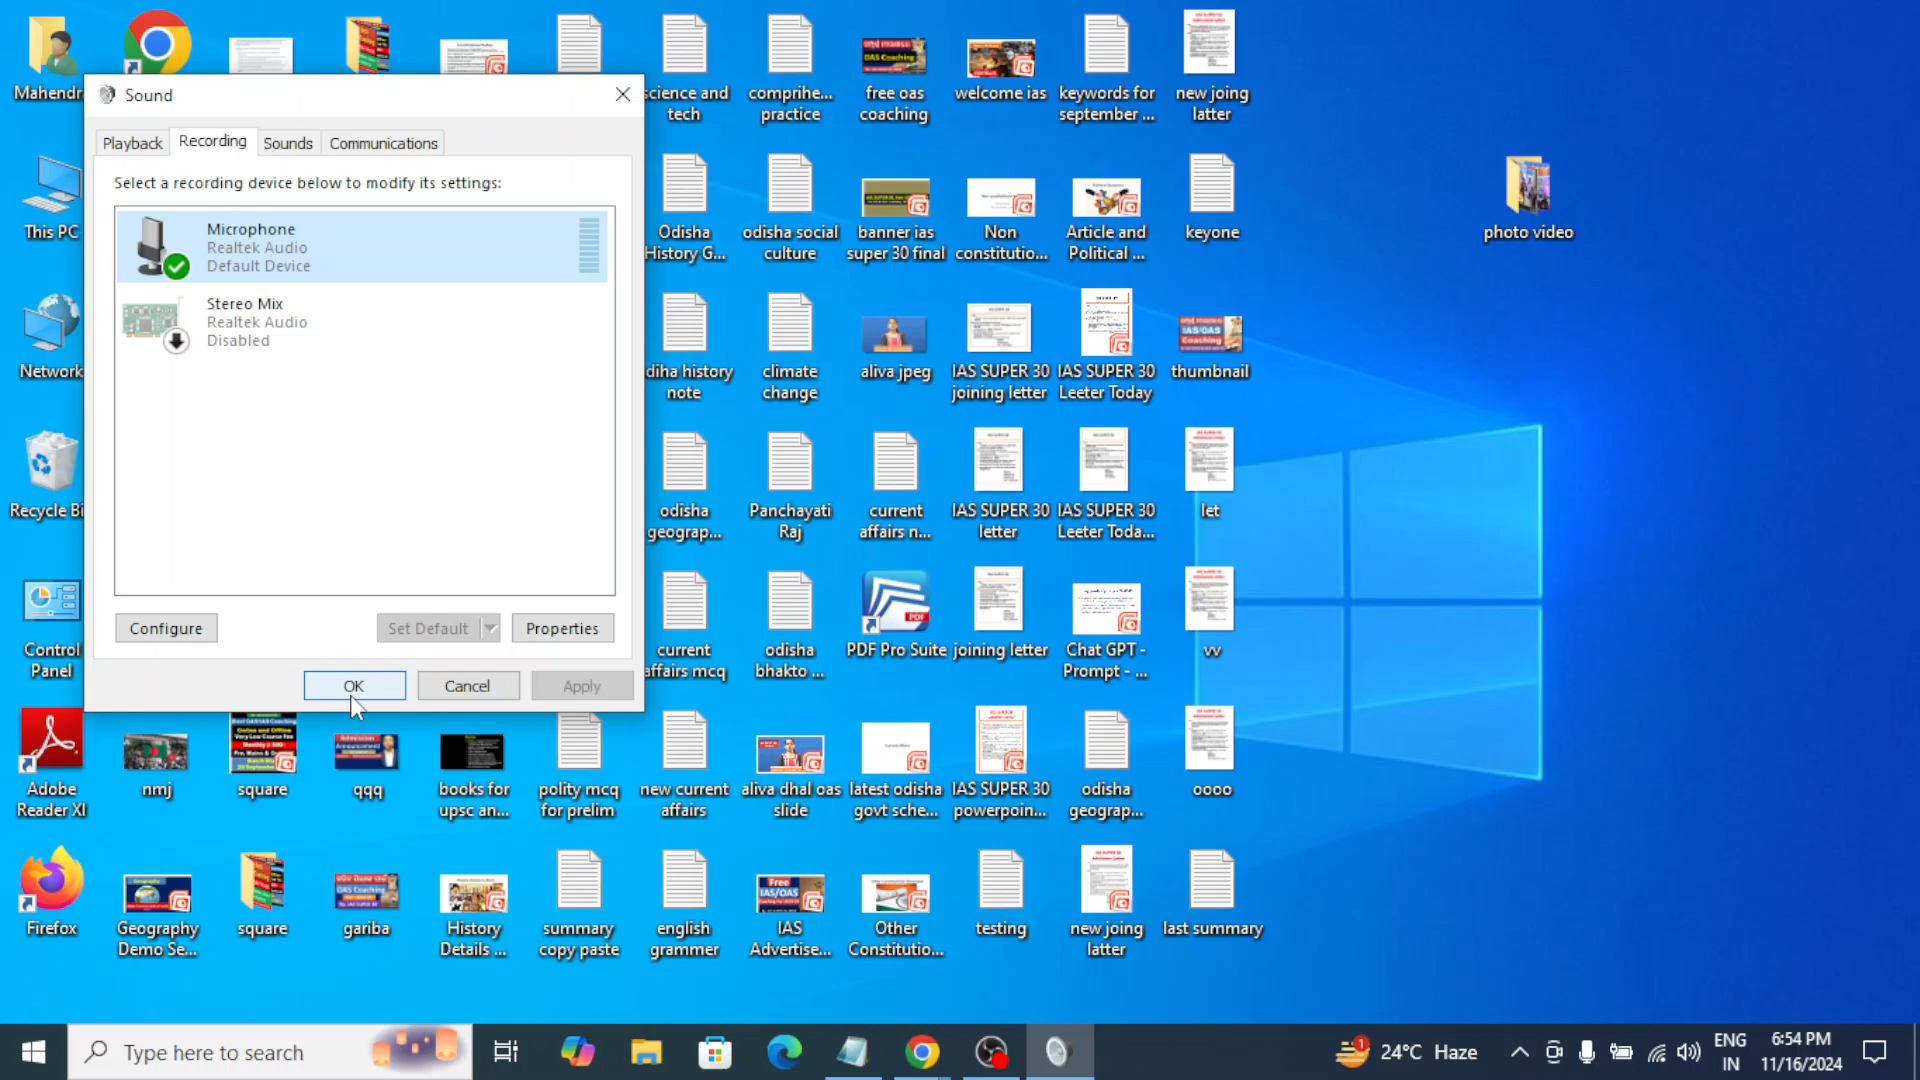 Sound
Playback
Recording
Sounds
Communications
Select a recording device below to modify its settings:
Microphone
Realtek Audio
Default Device
Stereo Mix
Realtek Audio
Disabled
Configure
Set Default
Properties
OK
Cancel
Apply
Mahendra
This PC
Network
Recycle Bi
Control
Panel
Adobe
Reader XI
Firefox
nmj
Geography
Demo Se...
square
square
qqq
gariba
books for
upsc an...
History
Details ...
polity mcq
for prelim
summary
copy paste
science and
tech
Odisha
History G...
diha history
note
odisha
geograp...
current
affairs mcq
new current
affairs
english
grammer
comprihe...
practice
odisha social
culture
climate
change
Panchayati
Raj
odisha
bhakto ...
aliva dhal oas
slide
IAS
Advertise...
free oas
coaching
banner ias
super 30 final
aliva jpeg
current
affairs n...
PDF Pro Suite
latest odisha
govt sche...
Other
Constitutio...
welcome ias
Non
constitutio...
IAS SUPER 30
joining letter
IAS SUPER 30
letter
joining letter
IAS SUPER 30
powerpoin...
testing
keywords for
september ...
Article and
Political ...
IAS SUPER 30
Leeter Today
IAS SUPER 30
Leeter Toda...
Chat GPT -
Prompt - ...
odisha
geograp...
new joing
latter
new joing
latter
keyone
thumbnail
let
vv
oooo
last summary
photo video
Type here to search
1
24°C Haze
ENG
IN
6:54 PM
11/16/2024